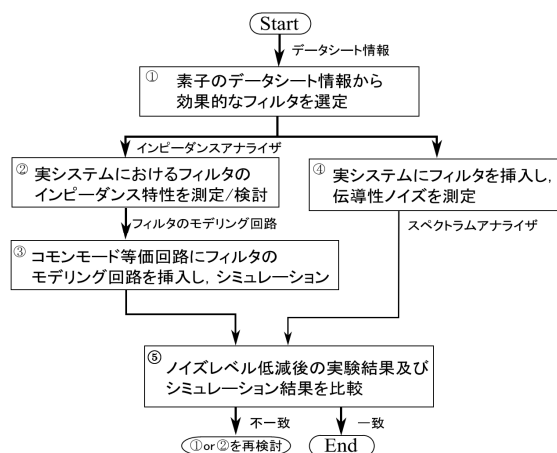 Start
データシート情報
① 素子のデータシート情報から
効果的なフィルタを選定
インピーダンスアナライザ
② 実システムにおけるフィルタの
インピーダンス特性を測定/検討
④ 実システムにフィルタを挿入し,
伝導性ノイズを測定
フィルタのモデリング回路
スペクトラムアナライザ
③ コモンモード等価回路にフィルタの
モデリング回路を挿入し, シミュレーション
⑤ ノイズレベル低減後の実験結果及び
シミュレーション結果を比較
不一致
一致
①or②を再検討
End